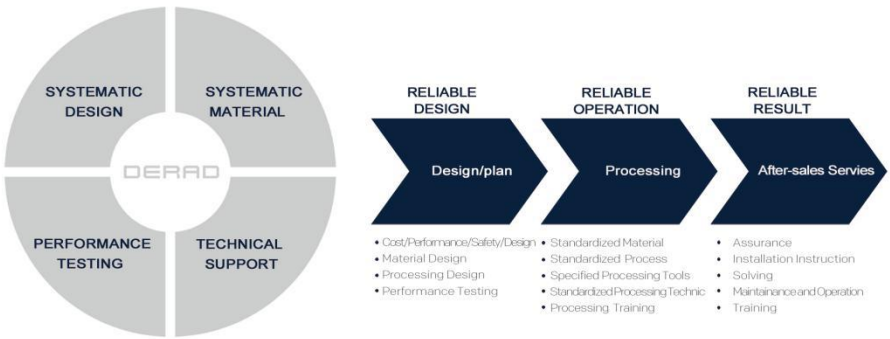 SYSTEMATIC
DESIGN
SYSTEMATIC
MATERIAL
DERAD
PERFORMANCE
TESTING
TECHNICAL
SUPPORT
RELIABLE
DESIGN
Design/plan
• Cost/Performance/Safety/Design
• Material Design
• Processing Design
• Performance Testing
RELIABLE
OPERATION
Processing
• Standardized Material
• Standardized Process
• Specified Processing Tools
• Standardized Processing Technic
• Processing Training
RELIABLE
RESULT
After-sales Servies
• Assurance
• Installation Instruction
• Solving
• Maintainance and Operation
• Training